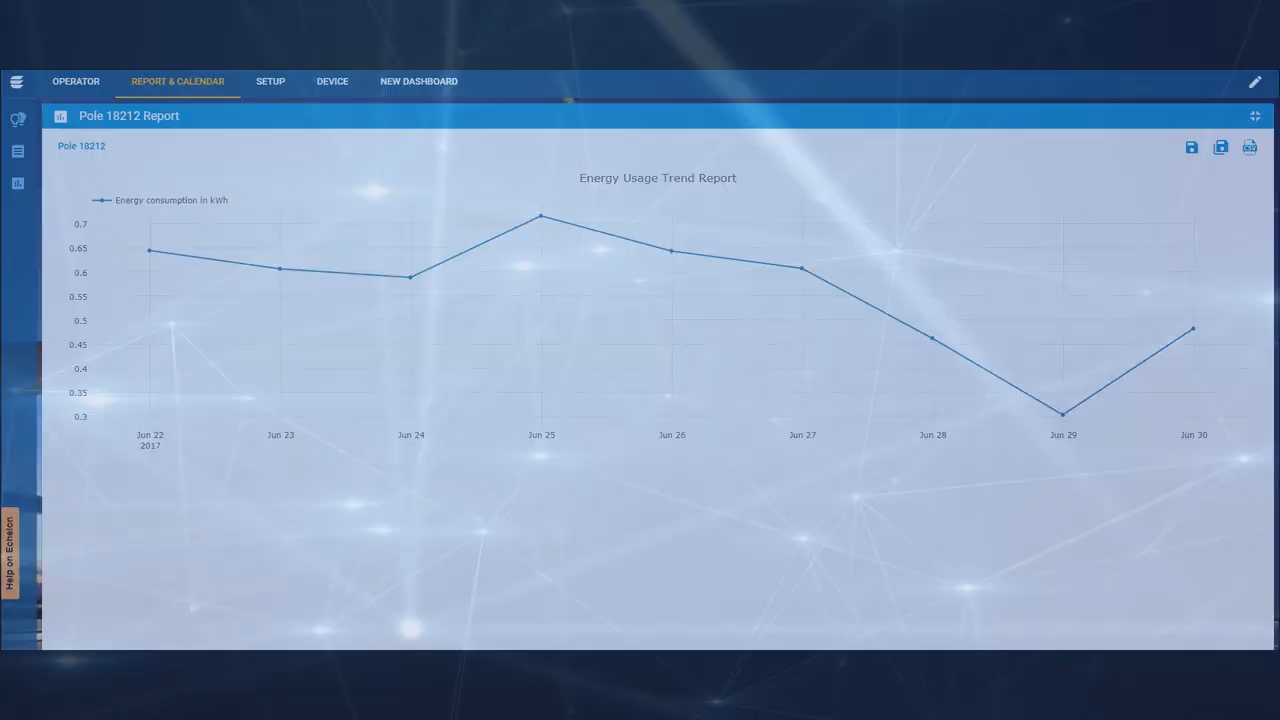 OPERATOR REPORT & CALENDAR SETUP DEVICE NEW DASHBOARD
Pole 18212 Report
Pole 18212
CSV
Energy Usage Trend Report
Energy consumption in kWh
0.7
0.65
0.6
0.55
0.5
0.45
0.4
0.35
0.3
Jun 22 Jun 23 Jun 24 Jun 25 Jun 26 Jun 27 Jun 28 Jun 29 Jun 30
2017
Help on Echelon